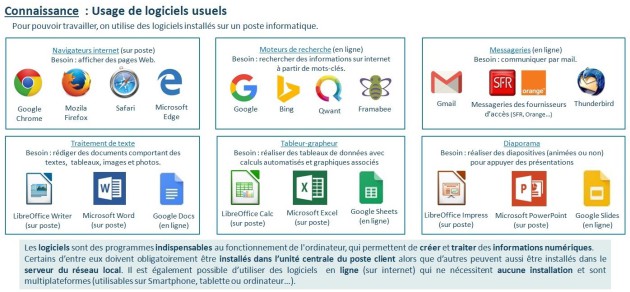 Connaissance : Usage de logiciels usuels
Pour pouvoir travailler, on utilise des logiciels installés sur un poste informatique.
Navigateurs internet (sur poste)
Besoin : afficher des pages Web.
Google Chrome
Mozila Firefox
Safari
Microsoft Edge
Moteurs de recherche (en ligne)
Besoin : rechercher des informations sur internet
à partir de mots-clés.
Google
Bing
Qwant
Framabee
Messageries (en ligne)
Besoin : communiquer par mail.
SFR
orange
Gmail
Messageries des fournisseurs
d'accès (SFR, Orange...)
Thunderbird
Traitement de texte
Besoin : rédiger des documents comportant des
textes, tableaux, images et photos.
LibreOffice Writer
(sur poste)
Microsoft Word
(sur poste)
Google Docs
(en ligne)
Tableur-grapheur
Besoin : réaliser des tableaux de données avec
calculs automatisés et graphiques associés
LibreOffice Calc
(sur poste)
Microsoft Excel
(sur poste)
Google Sheets
(en ligne)
Diaporama
Besoin : réaliser des diapositives (animées ou non)
pour appuyer des présentations
LibreOffice Impress
(sur poste)
Microsoft PowerPoint
(sur poste)
Google Slides
(en ligne)
Les logiciels sont des programmes indispensables au fonctionnement de l'ordinateur, qui permettent de créer et traiter des informations numériques.
Certains d'entre eux doivent obligatoirement être installés dans l'unité centrale du poste client alors que d'autres peuvent aussi être installés dans le
serveur du réseau local. Il est également possible d'utiliser des logiciels en ligne (sur internet) qui ne nécessitent aucune installation et sont
multiplateformes (utilisables sur Smartphone, tablette ou ordinateur...).